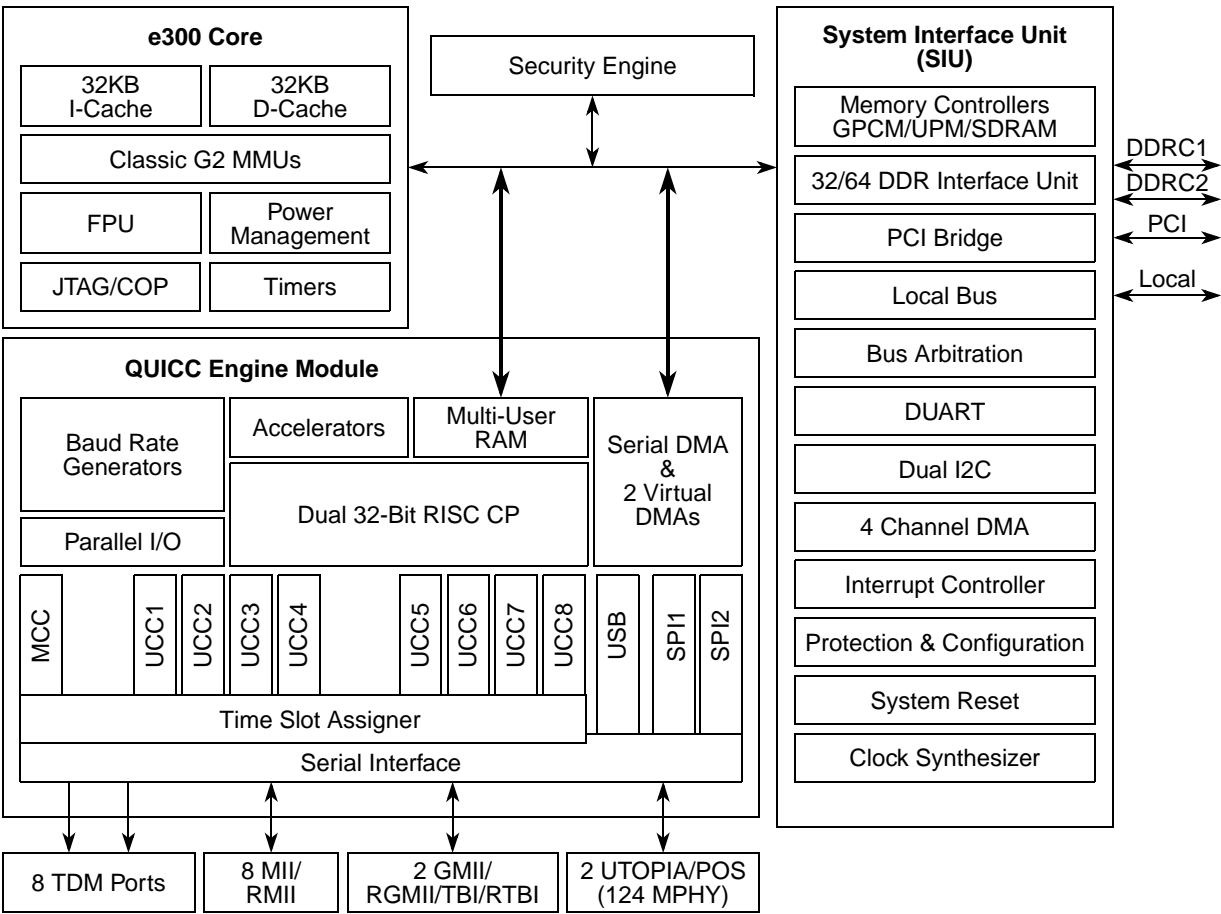 e300 Core
32KB
I-Cache
32KB
D-Cache
Classic G2 MMUs
FPU
Power
Management
JTAG/COP
Timers
Security Engine
System Interface Unit
(SIU)
Memory Controllers
GPCM/UPM/SDRAM
32/64 DDR Interface Unit
PCI Bridge
Local Bus
Bus Arbitration
DUART
Dual I2C
4 Channel DMA
Interrupt Controller
Protection & Configuration
System Reset
Clock Synthesizer
DDRC1
DDRC2
PCI
Local
QUICC Engine Module
Baud Rate
Generators
Parallel I/O
Accelerators
Multi-User
RAM
Dual 32-Bit RISC CP
Serial DMA
&
2 Virtual
DMAs
MCC
UCC1
UCC2
UCC3
UCC4
UCC5
UCC6
UCC7
UCC8
USB
SPI1
SPI2
Time Slot Assigner
Serial Interface
8 TDM Ports
8 MII/
RMII
2 GMII/
RGMII/TBI/RTBI
2 UTOPIA/POS
(124 MPHY)